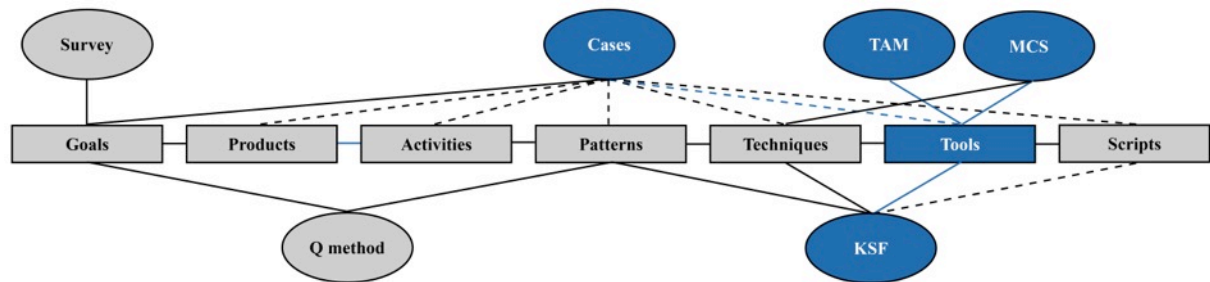 Survey
Cases
TAM
MCS
Goals
Products
Activities
Patterns
Techniques
Tools
Scripts
Q method
KSF